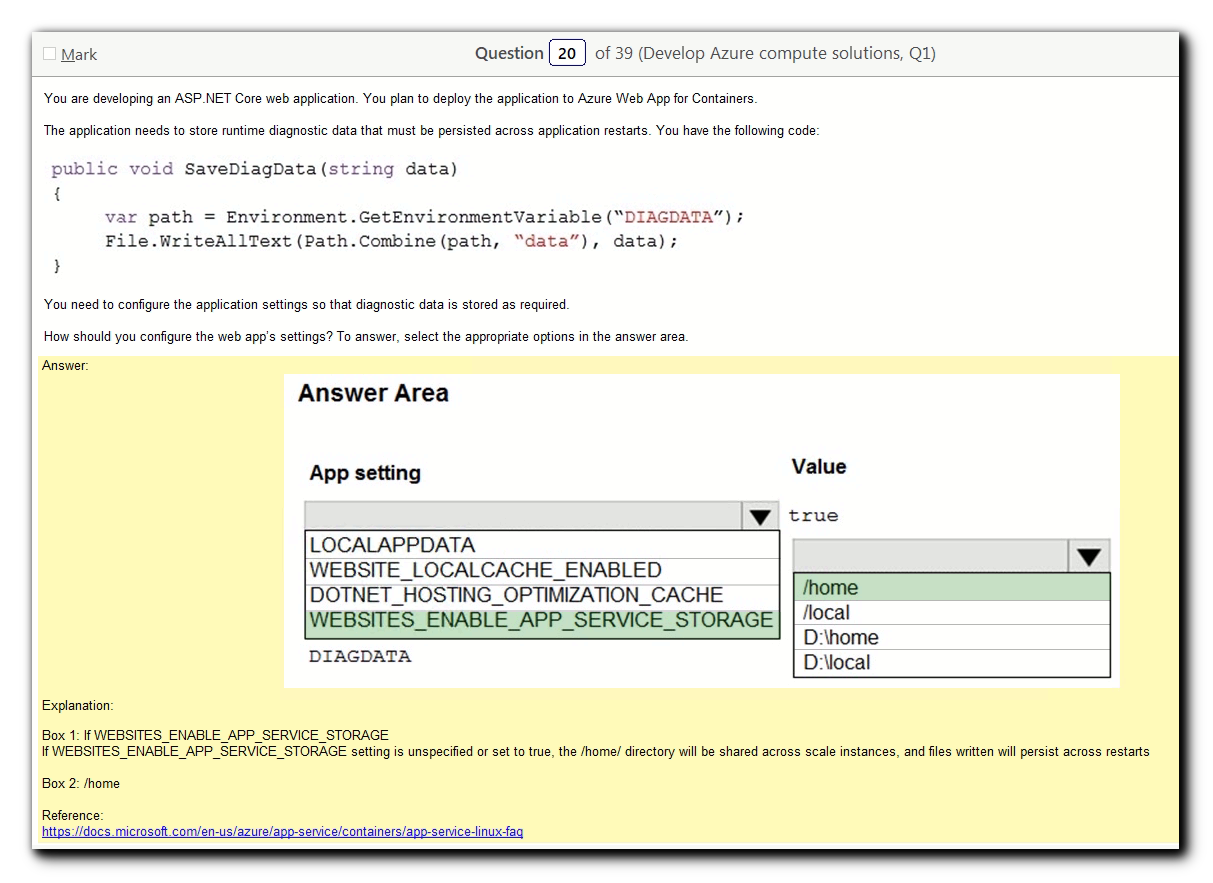 Mark
Question 20 of 39 (Develop Azure compute solutions, Q1)
You are developing an ASP.NET Core web application. You plan to deploy the application to Azure Web App for Containers.
The application needs to store runtime diagnostic data that must be persisted across application restarts. You have the following code:
public void SaveDiagData(string data)
{
var path = Environment.GetEnvironmentVariable(“DIAGDATA”);
File.WriteAllText(Path.Combine(path, “data”), data);
}
You need to configure the application settings so that diagnostic data is stored as required.
How should you configure the web app's settings? To answer, select the appropriate options in the answer area.
Answer:
Answer Area
App setting
Value
true
LOCALAPPDATA
WEBSITE_LOCALCACHE_ENABLED
DOTNET_HOSTING_OPTIMIZATION_CACHE
WEBSITES_ENABLE_APP_SERVICE_STORAGE
DIAGDATA
/home
/local
D:\home
D:\local
Explanation:
Box 1: If WEBSITES_ENABLE_APP_SERVICE_STORAGE
If WEBSITES_ENABLE_APP_SERVICE_STORAGE setting is unspecified or set to true, the /home/ directory will be shared across scale instances, and files written will persist across restarts
Box 2: /home
Reference:
https://docs.microsoft.com/en-us/azure/app-service/containers/app-service-linux-faq